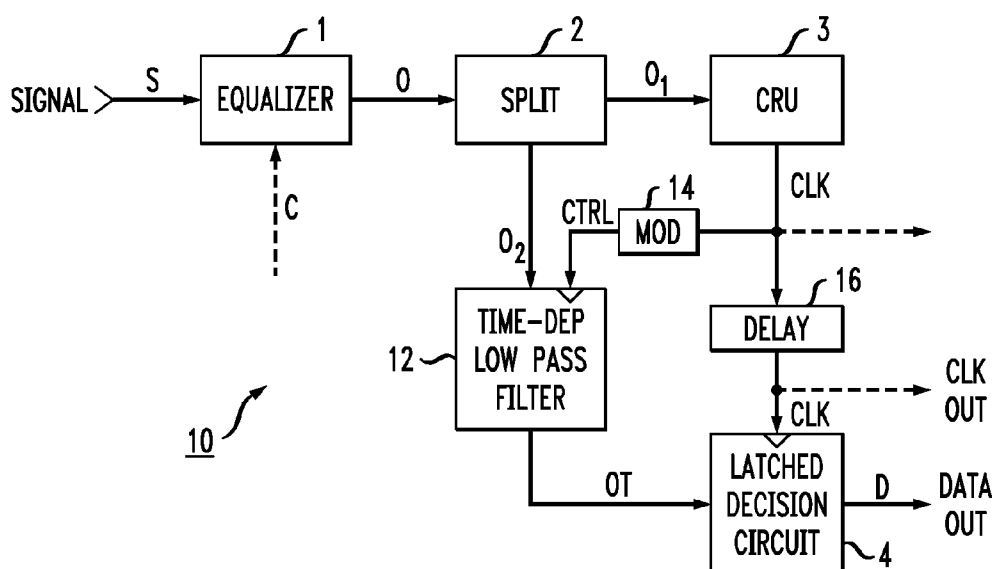 1
2
3
S
O
O1
SIGNAL
EQUALIZER
SPLIT
CRU
C
CLK
14
CTRL
MOD
O2
16
TIME-DEP
LOW PASS
FILTER
DELAY
12
CLK
OUT
CLK
10
OT
LATCHED
DECISION
CIRCUIT
D
DATA
OUT
4